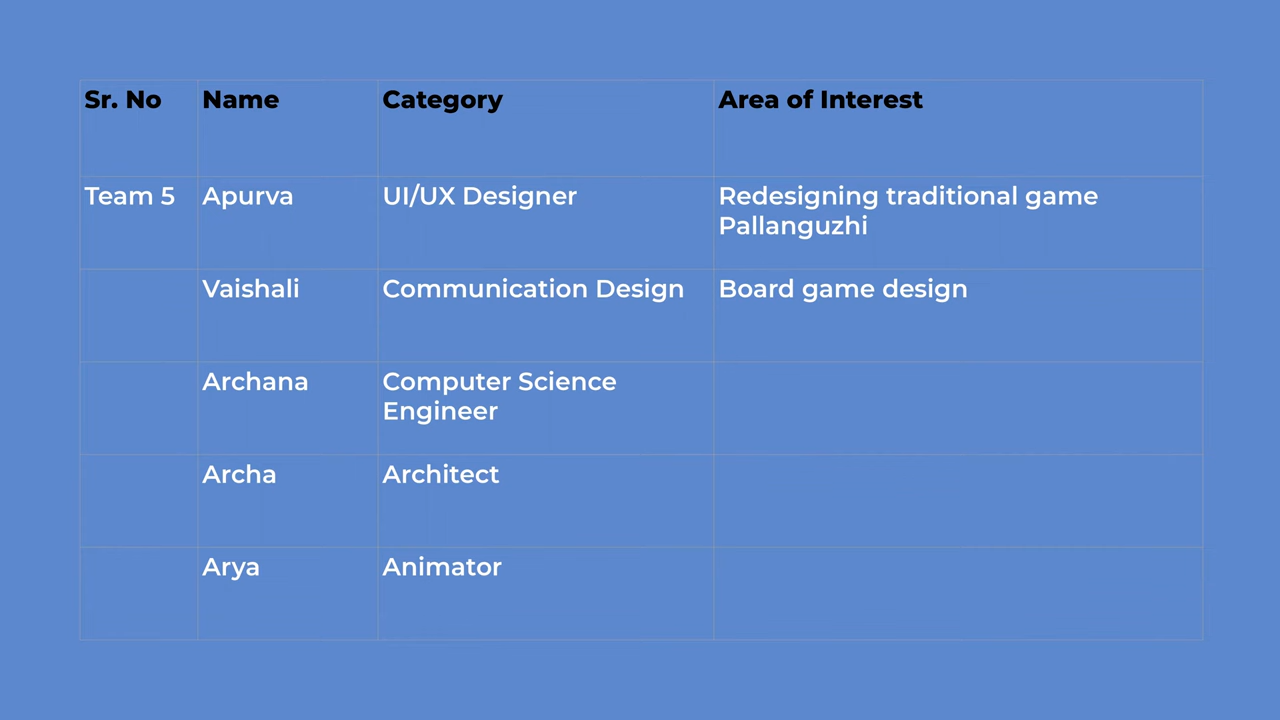 Sr. No Name Category Area of Interest
Team 5 Apurva UI/UX Designer Redesigning traditional game
Pallanguzhi
Vaishali Communication Design Board game design
Archana Computer Science
Engineer
Archa Architect
Arya Animator